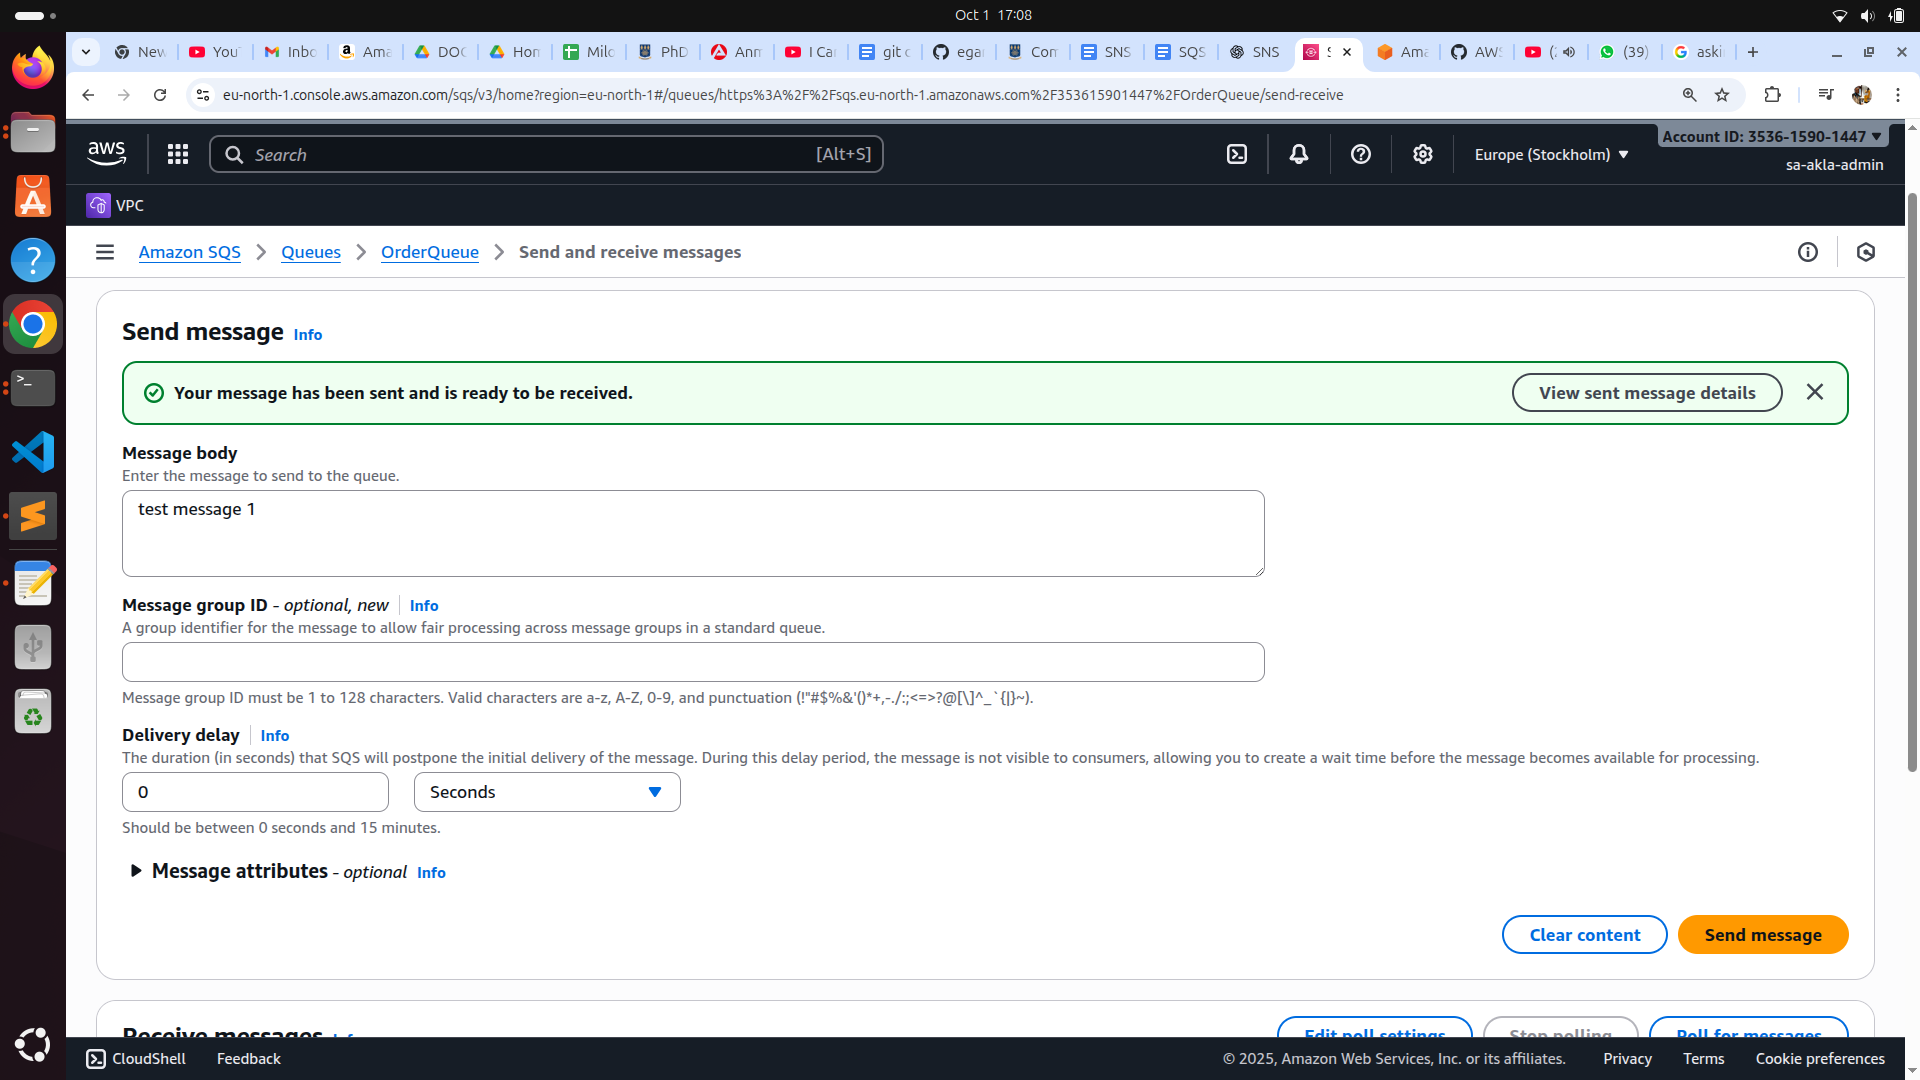 Oct 1 17:08
New
You
Inbo
Ama
DOC
Hom
Milo
PhD
Anm
I Ca
git c
ega
Com
SNS
SQS
SNS
S
Ama
AWS
(39)
aski
eu-north-1.console.aws.amazon.com/sqs/v3/home?region=eu-north-1#/queues/https%3A%2F%2Fsqs.eu-north-1.amazonaws.com%2F353615901447%2FOrderQueue/send-receive
aws
Search
[Alt+S]
Europe (Stockholm)
Account ID: 3536-1590-1447
sa-akla-admin
VPC
Amazon SQS
Queues
OrderQueue
Send and receive messages
Send message Info
Your message has been sent and is ready to be received.
View sent message details
Message body
Enter the message to send to the queue.
test message 1
Message group ID - optional, new Info
A group identifier for the message to allow fair processing across message groups in a standard queue.
Message group ID must be 1 to 128 characters. Valid characters are a-z, A-Z, 0-9, and punctuation (!"#$%&'()*+,-./:;<=>?@[\]^_`{|}~).
Delivery delay Info
The duration (in seconds) that SQS will postpone the initial delivery of the message. During this delay period, the message is not visible to consumers, allowing you to create a wait time before the message becomes available for processing.
0
Seconds
Should be between 0 seconds and 15 minutes.
Message attributes - optional Info
Clear content
Send message
Receive messages Info
Edit poll settings
Stop polling
Poll for messages
CloudShell
Feedback
© 2025, Amazon Web Services, Inc. or its affiliates.
Privacy
Terms
Cookie preferences